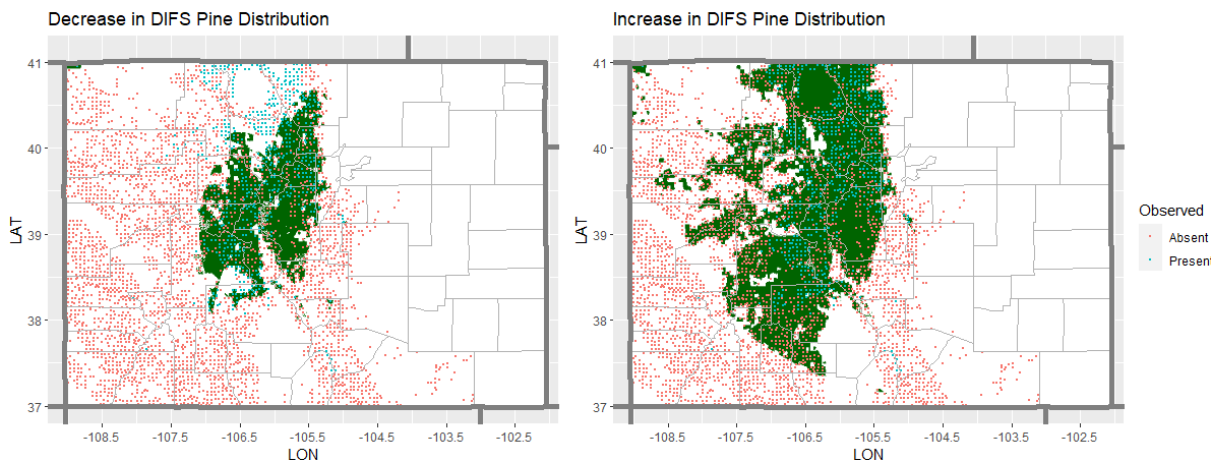 Decrease in DIFS Pine Distribution
Increase in DIFS Pine Distribution
41
40
39
38
37
LAT
-108.5 -107.5 -106.5 -105.5 -104.5 -103.5 -102.5
LON
41
40
39
38
37
LAT
-108.5 -107.5 -106.5 -105.5 -104.5 -103.5 -102.5
LON
Observed
Absent
Present